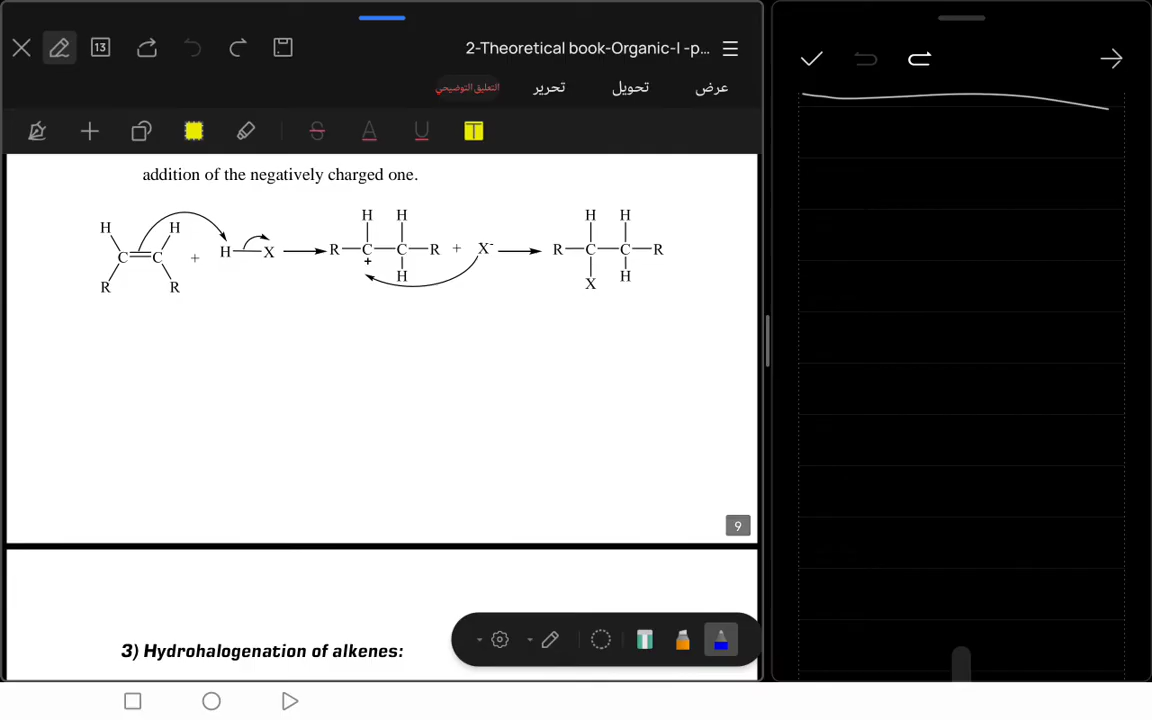 2-Theoretical book-Organic-I -p...
13
عرض تحويل تحرير التعليق التوضيحي
A U T
addition of the negatively charged one.
H H H H H H
C C + H X R C C R + X- R C C R
+ H X H
R R
9
3) Hydrohalogenation of alkenes: